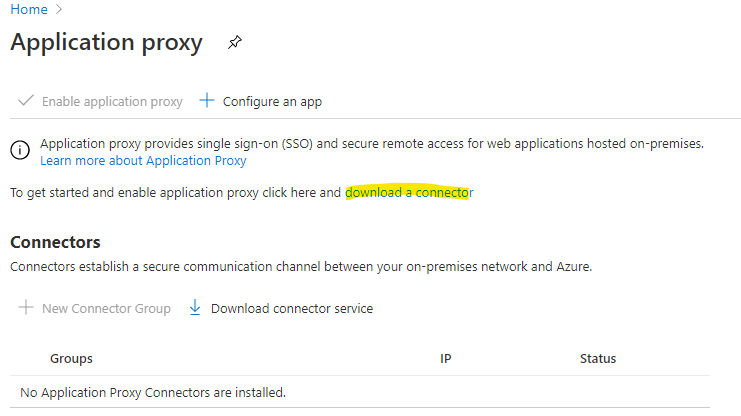 Home >
Application proxy
Enable application proxy Configure an app
Application proxy provides single sign-on (SSO) and secure remote access for web applications hosted on-premises.
Learn more about Application Proxy
To get started and enable application proxy click here and download a connector
Connectors
Connectors establish a secure communication channel between your on-premises network and Azure.
New Connector Group Download connector service
Groups IP Status
No Application Proxy Connectors are installed.